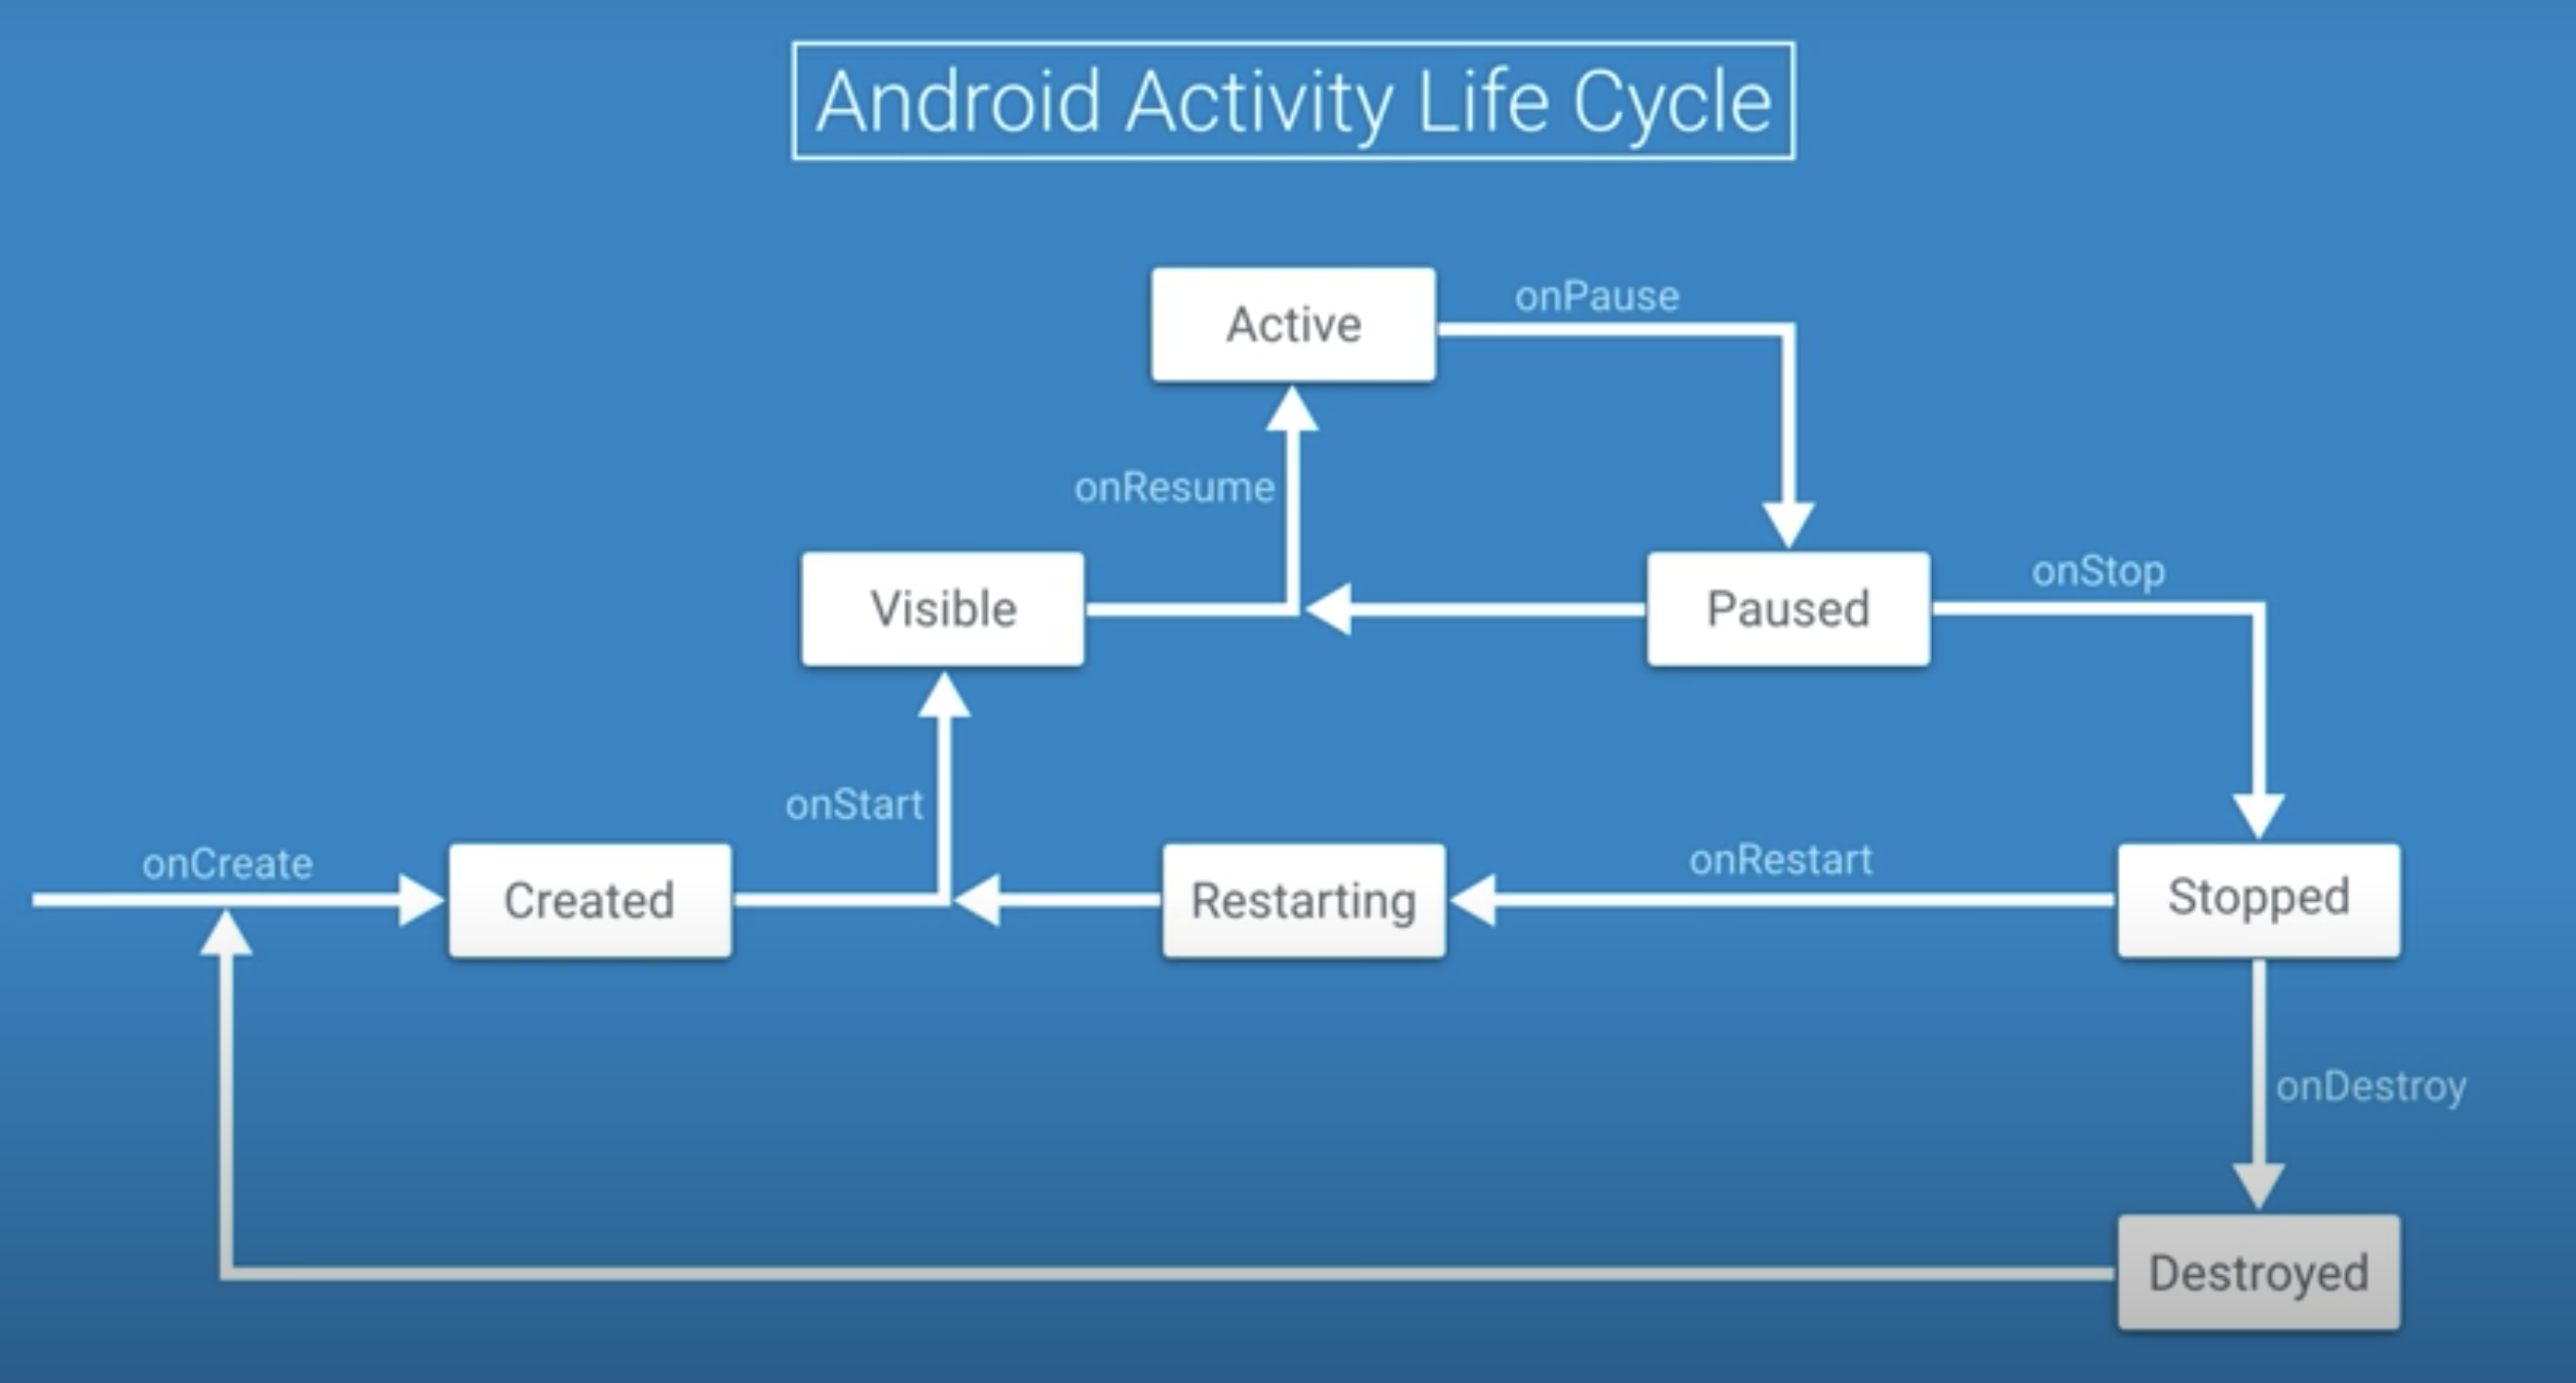 Android Activity Life Cycle
Active
onPause
onResume
Visible
Paused
onStop
onStart
onCreate
Created
Restarting
onRestart
Stopped
onDestroy
Destroyed